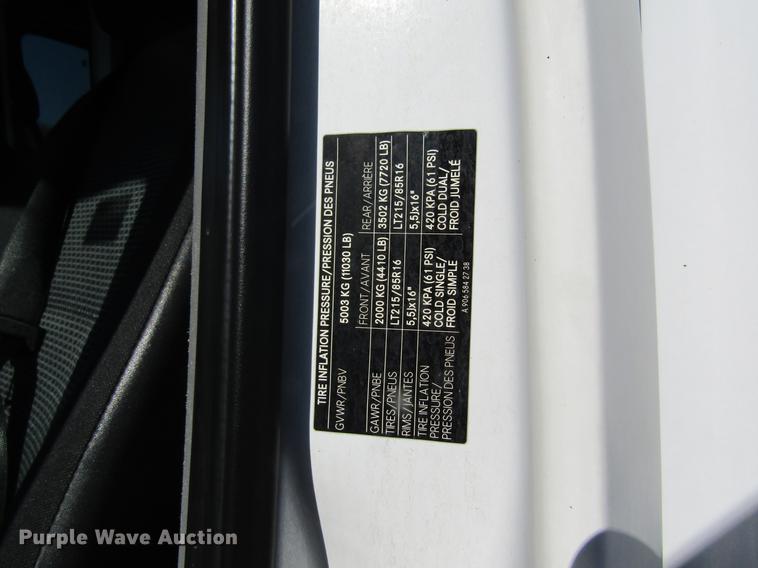 TIRE INFLATION PRESSURE/PRESSION DES PNEUS
GVWR/PNBV 5003 KG (11030 LB)
FRONT/AVANT REAR/ARRIÈRE
GAWR/PNBE 2000 KG (4410 LB) 3502 KG (7720 LB)
TIRES/PNEUS LT215/85R16 LT215/85R16
RIMS/JANTES 5,5Jx16" 5,5Jx16"
TIRE INFLATION 420 KPA (61 PSI) 420 KPA (61 PSI)
PRESSURE/ COLD SINGLE/ COLD DUAL/
PRESSION DES PNEUS FROID SIMPLE FROID JUMELÉ
A 906 584 27 38
Purple Wave Auction